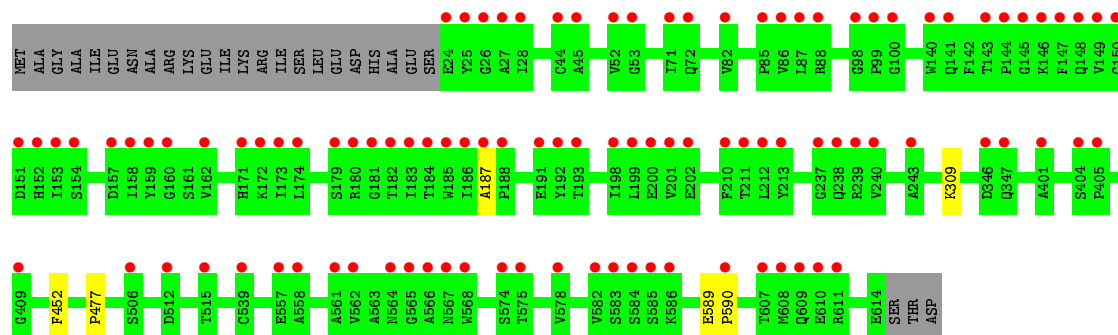 MET ALA GLY ALA ILE GLU ASN ALA ARG LYS GLU ILE LYS ARG ILE SER LEU GLU ASP HIS ALA GLU SER E24 Y25 G26 A27 I28 C44 A45 V52 G53 I71 Q72 V82 P85 V86 L87 R88 G98 P99 G100 W140 Q141 F142 T143 P144 G145 K146 F147 Q148 V149 G150
D151 H152 I153 S154 D157 I158 Y159 G160 S161 V162 H171 K172 I173 L174 S179 R180 G181 T182 I183 T184 W185 I186 A187 P188 E191 Y192 T193 I198 L199 E200 V201 E202 F210 T211 L212 Y213 G237 Q238 R239 V240 A243 K309 D346 Q347 A401 S404 P405
G409 F452 P477 S506 D512 T515 C539 E557 A558 A561 V562 A563 N564 G565 A566 N567 W568 S574 T575 V578 V582 S583 S584 S585 K586 E589 P590 T607 M608 Q609 E610 R611 E614 SER THR ASP